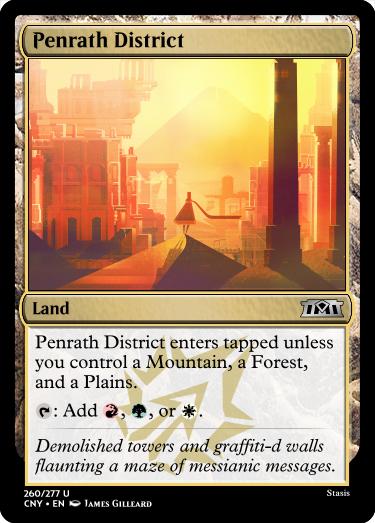 Penrath District
Land
Penrath District enters tapped unless
you control a Mountain, a Forest,
and a Plains.
: Add , , or .
Demolished towers and graffiti-d walls
flaunting a maze of messianic messages.
260/277 U
Stasis
CNY • EN James Gilleard